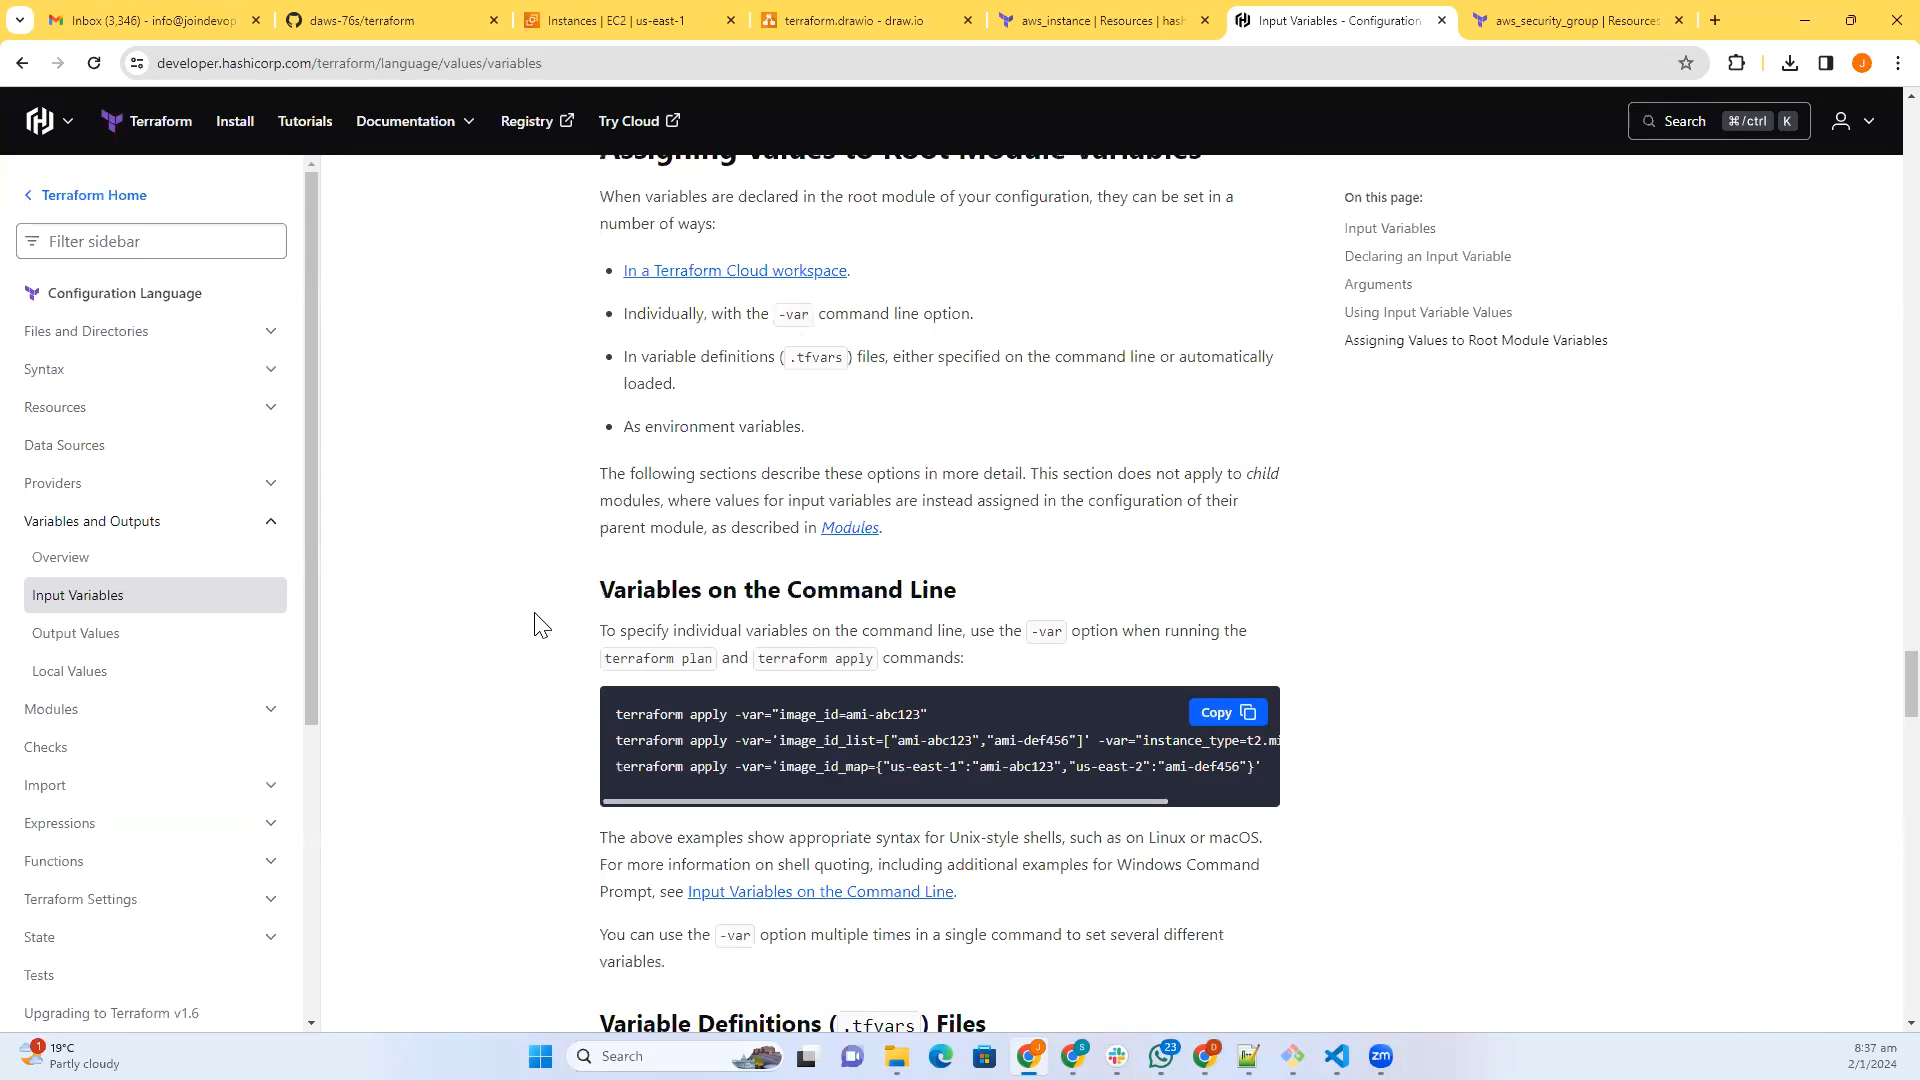 Inbox (3,346) - info@joindevop
daws-76s/terraform
Instances | EC2 | us-east-1
terraform.drawio - draw.io
aws_instance | Resources | hash
Input Variables - Configuration
aws_security_group | Resources
developer.hashicorp.com/terraform/language/values/variables
J
Terraform
Install
Tutorials
Documentation
Registry
Try Cloud
Search
⌘/ctrl
K
Terraform Home
Filter sidebar
Configuration Language
Files and Directories
Syntax
Resources
Data Sources
Providers
Variables and Outputs
Overview
Input Variables
Output Values
Local Values
Modules
Checks
Import
Expressions
Functions
Terraform Settings
State
Tests
Upgrading to Terraform v1.6
Assigning Values to Root Module Variables
When variables are declared in the root module of your configuration, they can be set in a
number of ways:
In a Terraform Cloud workspace.
Individually, with the -var command line option.
In variable definitions (.tfvars) files, either specified on the command line or automatically
loaded.
As environment variables.
The following sections describe these options in more detail. This section does not apply to child
modules, where values for input variables are instead assigned in the configuration of their
parent module, as described in Modules.
Variables on the Command Line
To specify individual variables on the command line, use the -var option when running the
terraform plan and terraform apply commands:
Copy
terraform apply -var="image_id=ami-abc123"
terraform apply -var='image_id_list=["ami-abc123","ami-def456"]' -var="instance_type=t2.mi
terraform apply -var='image_id_map={"us-east-1":"ami-abc123","us-east-2":"ami-def456"}'
The above examples show appropriate syntax for Unix-style shells, such as on Linux or macOS.
For more information on shell quoting, including additional examples for Windows Command
Prompt, see Input Variables on the Command Line.
You can use the -var option multiple times in a single command to set several different
variables.
Variable Definitions (.tfvars) Files
On this page:
Input Variables
Declaring an Input Variable
Arguments
Using Input Variable Values
Assigning Values to Root Module Variables
1
19°C
Partly cloudy
Search
J
S
23
D
zm
8:37 am
2/1/2024